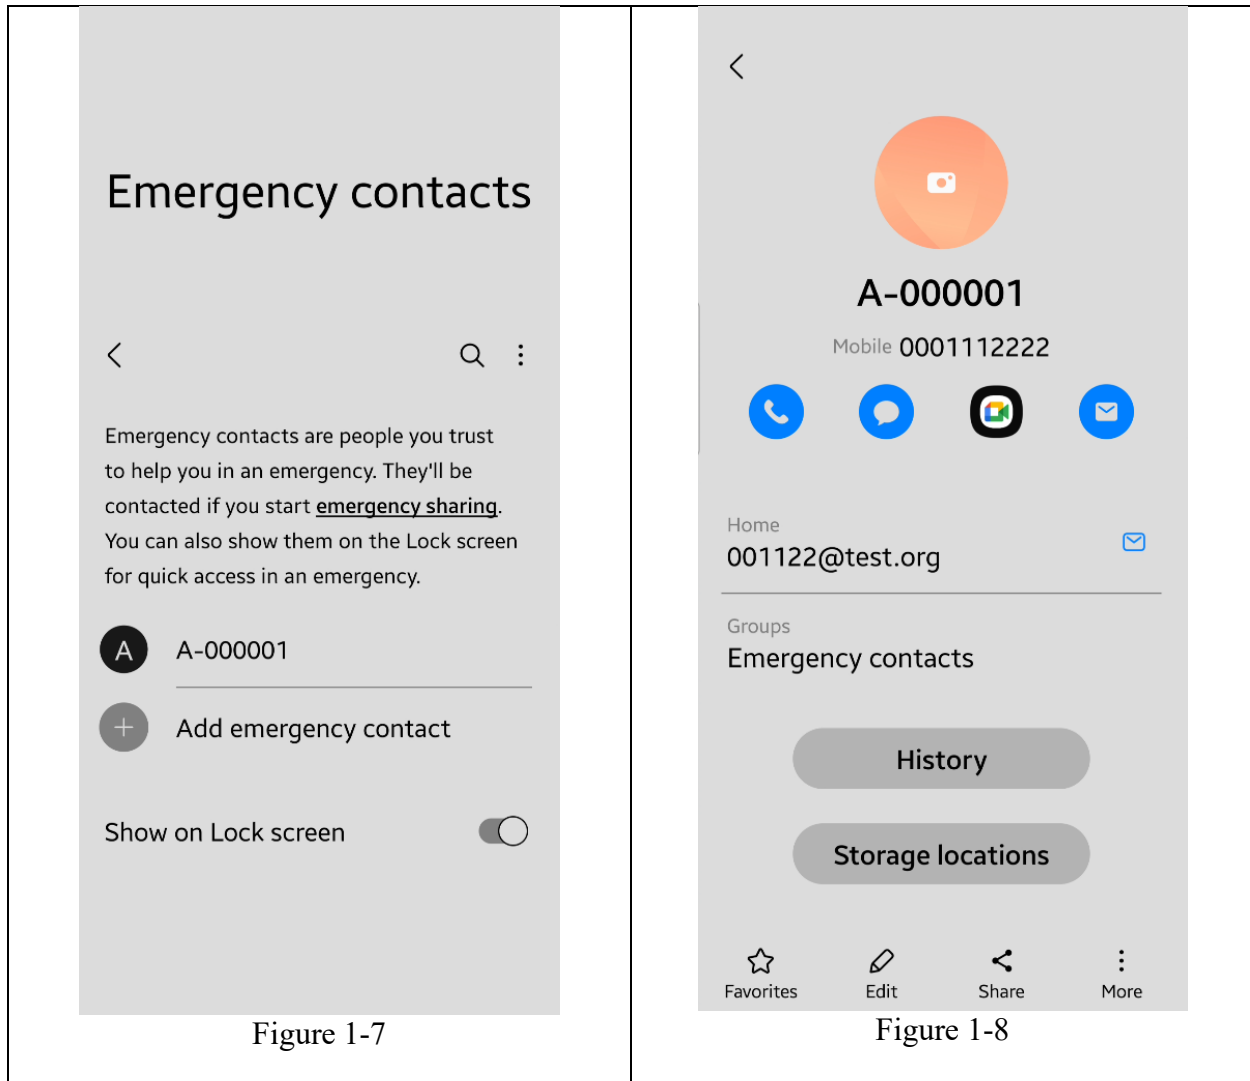 Emergency contacts
Emergency contacts are people you trust
to help you in an emergency. They'll be
contacted if you start emergency sharing.
You can also show them on the Lock screen
for quick access in an emergency.
A
A-000001
Add emergency contact
Show on Lock screen
Figure 1-7
A-000001
Mobile 0001112222
Home
001122@test.org
Groups
Emergency contacts
History
Storage locations
Favorites
Edit
Share
More
Figure 1-8